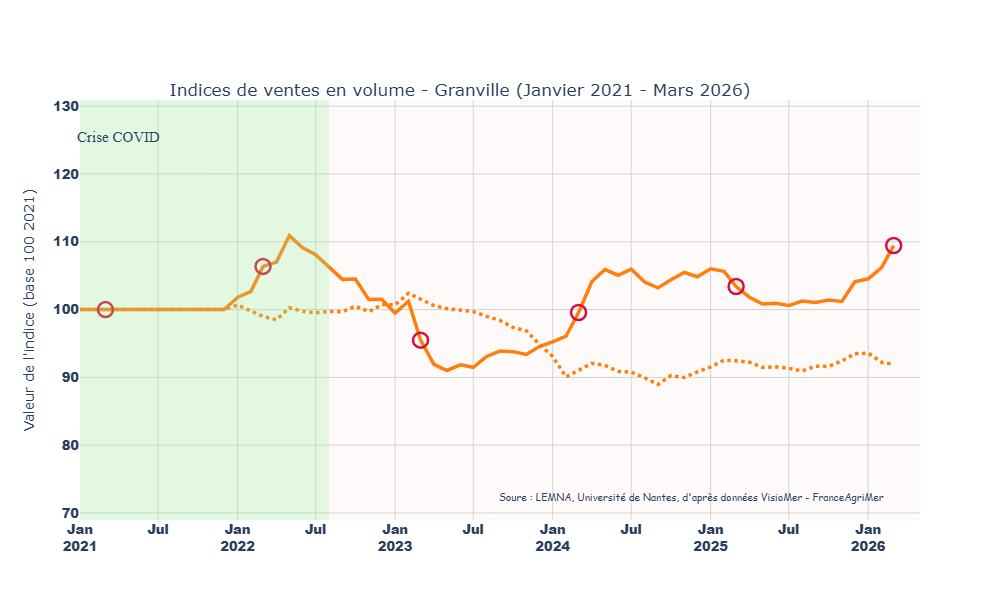 Indices de ventes en volume - Granville (Janvier 2021 - Mars 2026)
130
Crise COVID
120
110
100
90
80
70
Valeur de l'indice (base 100 2021)
Soure : LEMNA, Université de Nantes, d'après données VisioMer - FranceAgriMer
Jan Jul Jan Jul Jan Jul Jan Jul Jan Jul Jan
2021 2022 2023 2024 2025 2026